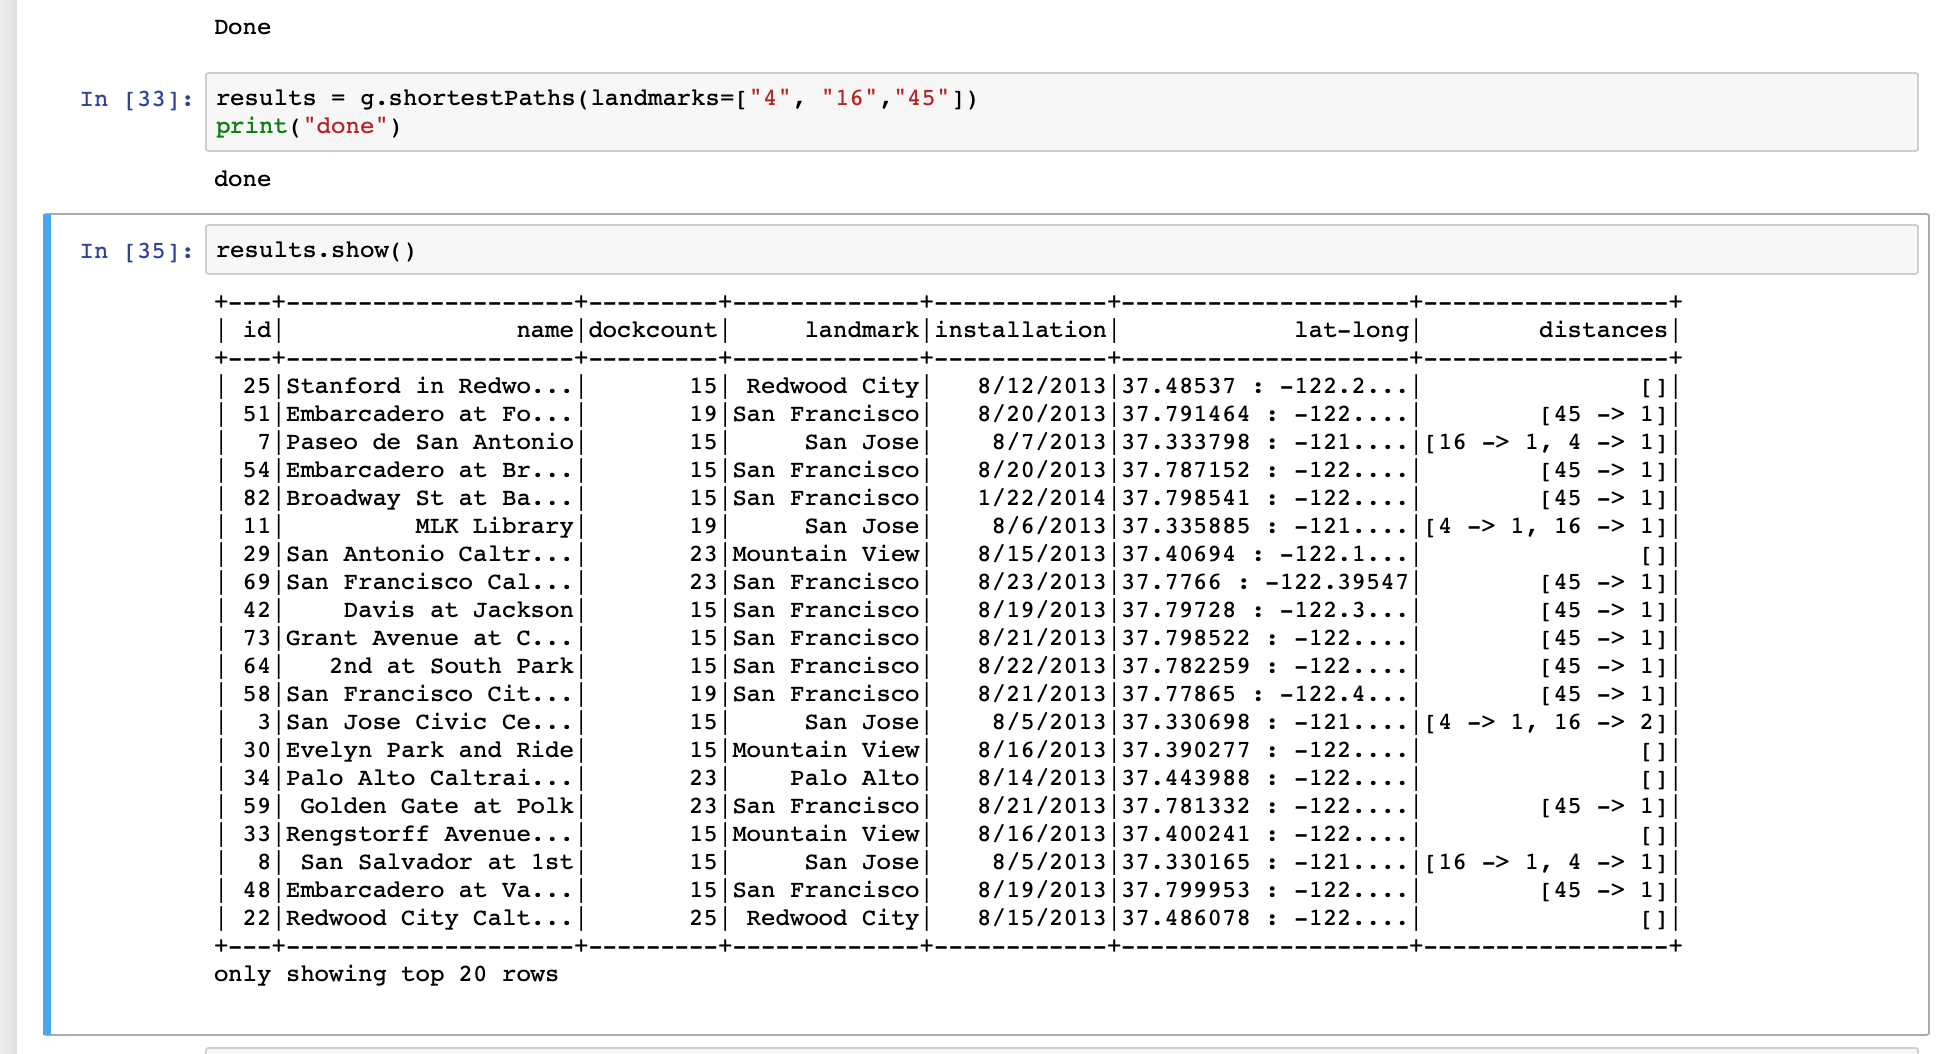 Done
In [33]: results = g.shortestPaths(landmarks=["4", "16","45"])
print("done")
done
In [35]: results.show()
+---+--------------------+---------+-------------+------------+--------------------+-----------------+
| id|                name|dockcount|     landmark|installation|            lat-long|        distances|
+---+--------------------+---------+-------------+------------+--------------------+-----------------+
| 25|Stanford in Redwo...|       15| Redwood City|   8/12/2013|37.48537 : -122.2...|               []|
| 51|Embarcadero at Fo...|       19|San Francisco|   8/20/2013|37.791464 : -122....|        [45 -> 1]|
|  7|Paseo de San Antonio|       15|     San Jose|    8/7/2013|37.333798 : -121....|[16 -> 1, 4 -> 1]|
| 54|Embarcadero at Br...|       15|San Francisco|   8/20/2013|37.787152 : -122....|        [45 -> 1]|
| 82|Broadway St at Ba...|       15|San Francisco|   1/22/2014|37.798541 : -122....|        [45 -> 1]|
| 11|         MLK Library|       19|     San Jose|    8/6/2013|37.335885 : -121....|[4 -> 1, 16 -> 1]|
| 29|San Antonio Caltr...|       23|Mountain View|   8/15/2013|37.40694 : -122.1...|               []|
| 69|San Francisco Cal...|       23|San Francisco|   8/23/2013|37.7766 : -122.39547|        [45 -> 1]|
| 42|    Davis at Jackson|       15|San Francisco|   8/19/2013|37.79728 : -122.3...|        [45 -> 1]|
| 73|Grant Avenue at C...|       15|San Francisco|   8/21/2013|37.798522 : -122....|        [45 -> 1]|
| 64|   2nd at South Park|       15|San Francisco|   8/22/2013|37.782259 : -122....|        [45 -> 1]|
| 58|San Francisco Cit...|       19|San Francisco|   8/21/2013|37.77865 : -122.4...|        [45 -> 1]|
|  3|San Jose Civic Ce...|       15|     San Jose|    8/5/2013|37.330698 : -121....|[4 -> 1, 16 -> 2]|
| 30|Evelyn Park and Ride|       15|Mountain View|   8/16/2013|37.390277 : -122....|               []|
| 34|Palo Alto Caltrai...|       23|    Palo Alto|   8/14/2013|37.443988 : -122....|               []|
| 59| Golden Gate at Polk|       23|San Francisco|   8/21/2013|37.781332 : -122....|        [45 -> 1]|
| 33|Rengstorff Avenue...|       15|Mountain View|   8/16/2013|37.400241 : -122....|               []|
|  8| San Salvador at 1st|       15|     San Jose|    8/5/2013|37.330165 : -121....|[16 -> 1, 4 -> 1]|
| 48|Embarcadero at Va...|       15|San Francisco|   8/19/2013|37.799953 : -122....|        [45 -> 1]|
| 22|Redwood City Calt...|       25| Redwood City|   8/15/2013|37.486078 : -122....|               []|
+---+--------------------+---------+-------------+------------+--------------------+-----------------+
only showing top 20 rows